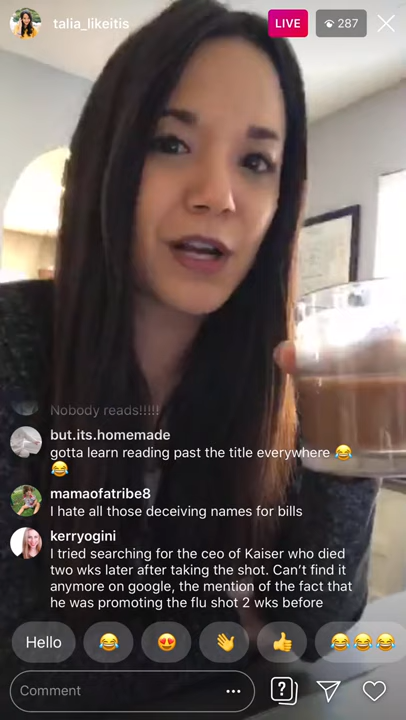 talia_likeitis LIVE 287
Nobody reads!!!!!
but.its.homemade
gotta learn reading past the title everywhere 😂
😂
mamaofatribe8
I hate all those deceiving names for bills
kerryogini
I tried searching for the ceo of Kaiser who died
two wks later after taking the shot. Can’t find it
anymore on google, the mention of the fact that
he was promoting the flu shot 2 wks before
Hello 😂 😍 👋 👍 😂😂😂
Comment